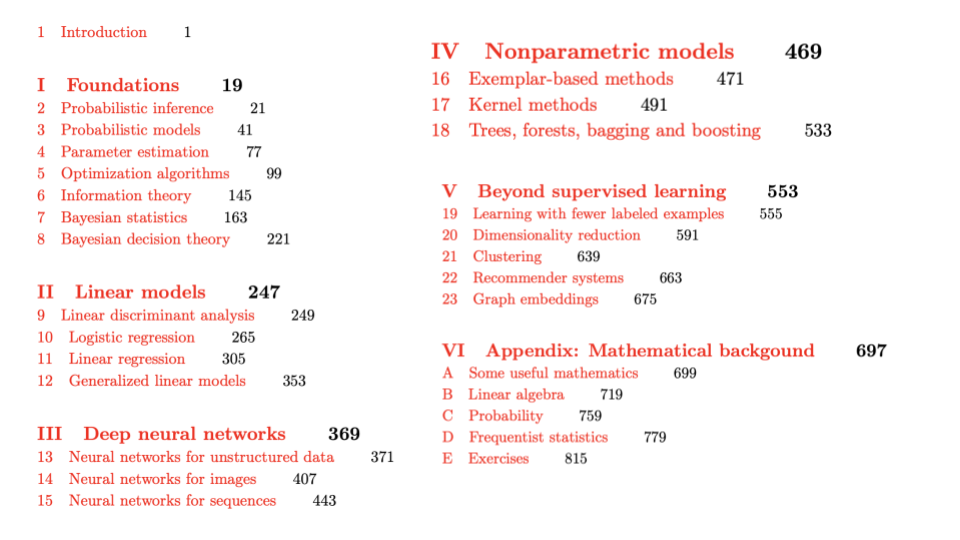 1 Introduction 1
I Foundations 19
2 Probabilistic inference 21
3 Probabilistic models 41
4 Parameter estimation 77
5 Optimization algorithms 99
6 Information theory 145
7 Bayesian statistics 163
8 Bayesian decision theory 221
II Linear models 247
9 Linear discriminant analysis 249
10 Logistic regression 265
11 Linear regression 305
12 Generalized linear models 353
III Deep neural networks 369
13 Neural networks for unstructured data 371
14 Neural networks for images 407
15 Neural networks for sequences 443
IV Nonparametric models 469
16 Exemplar-based methods 471
17 Kernel methods 491
18 Trees, forests, bagging and boosting 533
V Beyond supervised learning 553
19 Learning with fewer labeled examples 555
20 Dimensionality reduction 591
21 Clustering 639
22 Recommender systems 663
23 Graph embeddings 675
VI Appendix: Mathematical backgound 697
A Some useful mathematics 699
B Linear algebra 719
C Probability 759
D Frequentist statistics 779
E Exercises 815